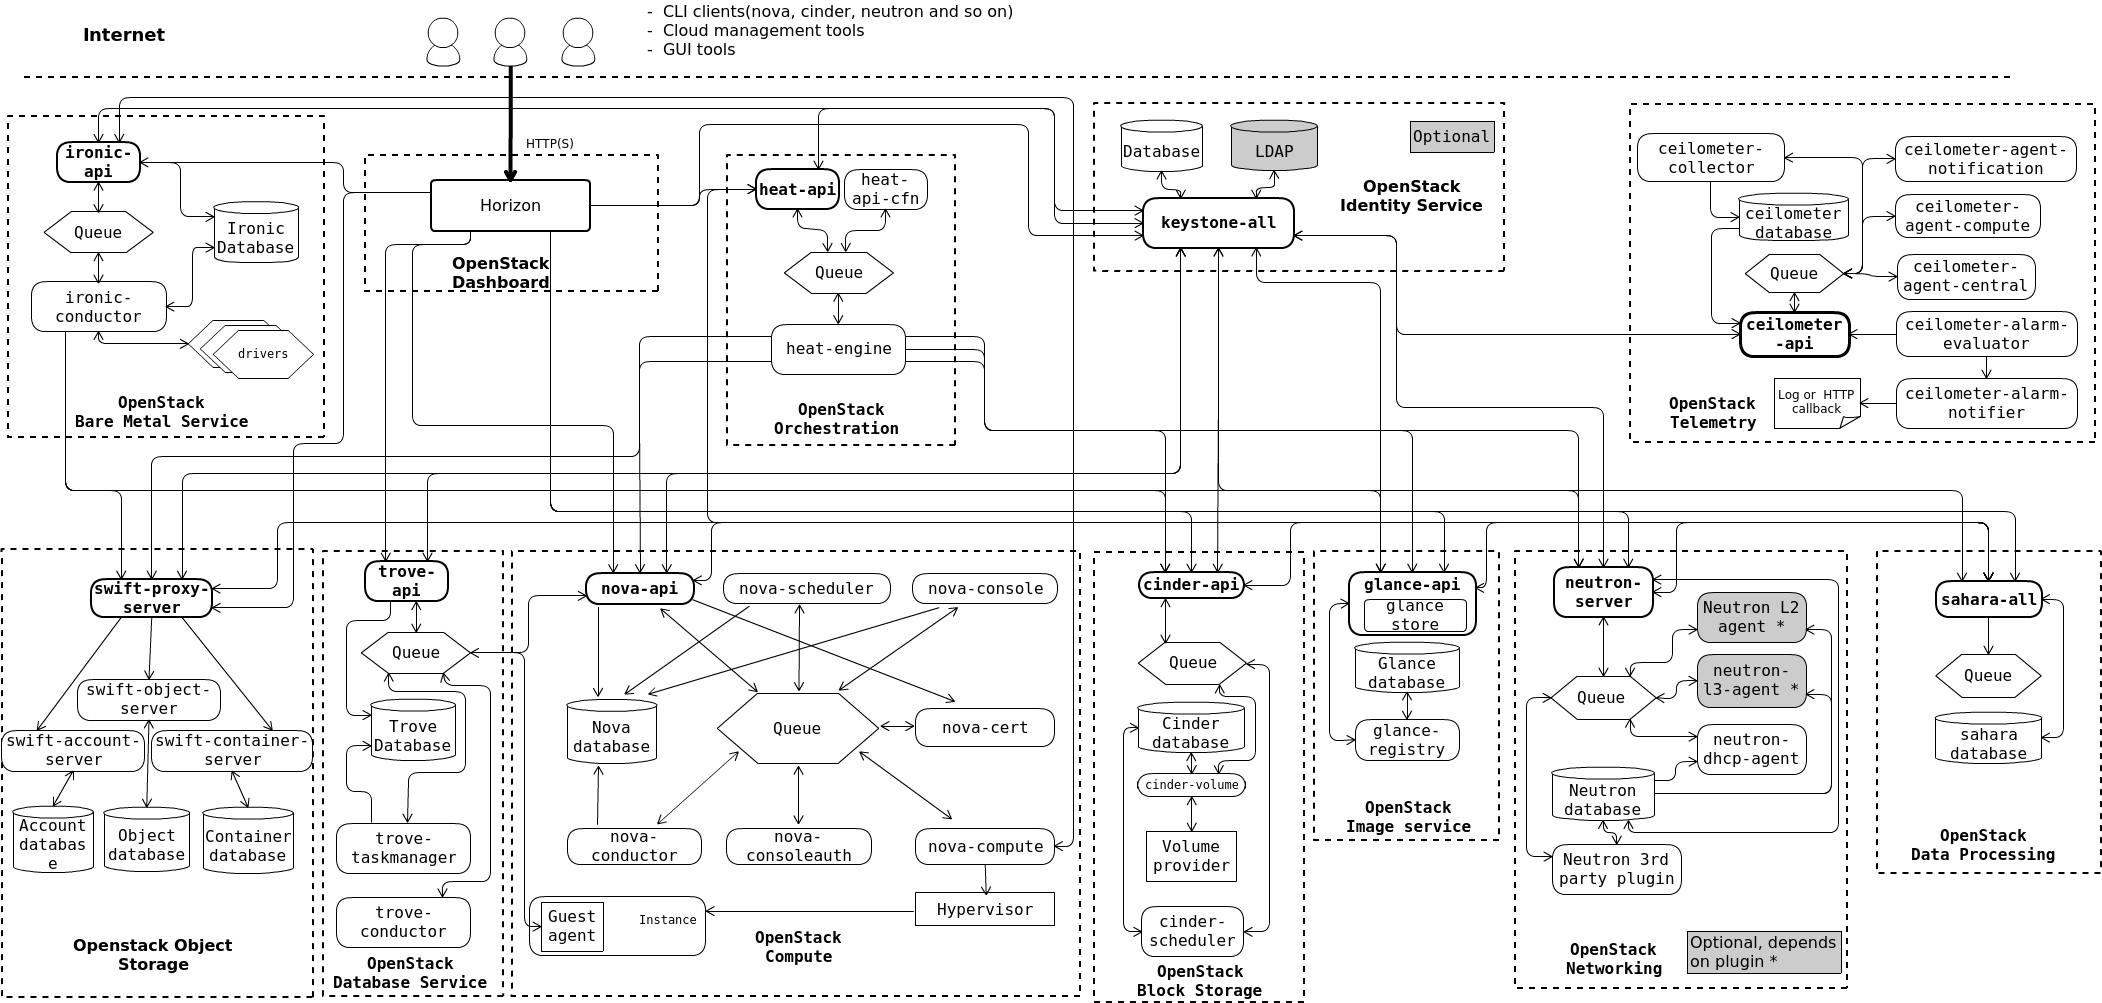 Internet
-  CLI clients(nova, cinder, neutron and so on)
-  Cloud management tools
-  GUI tools
HTTP(S)
ironic-
api
Queue
Ironic
Database
ironic-
conductor
drivers
OpenStack
Bare Metal Service
Horizon
OpenStack
Dashboard
heat-api
heat-
api-cfn
Queue
heat-engine
OpenStack
Orchestration
Database
LDAP
Optional
OpenStack
Identity Service
keystone-all
ceilometer-
collector
ceilometer-agent-
notification
ceilometer
database
ceilometer-
agent-compute
Queue
ceilometer-
agent-central
ceilometer
-api
ceilometer-alarm-
evaluator
Log or  HTTP
callback
ceilometer-alarm-
notifier
OpenStack
Telemetry
swift-proxy-
server
swift-object-
server
swift-account-
server
swift-container-
server
Account
databas
e
Object
database
Container
database
Openstack Object
Storage
trove-
api
Queue
Trove
Database
trove-
taskmanager
trove-
conductor
OpenStack
Database Service
nova-api
nova-scheduler
nova-console
Nova
database
Queue
nova-cert
nova-
conductor
nova-
consoleauth
nova-compute
Guest
agent
Instance
Hypervisor
OpenStack
Compute
cinder-api
Queue
Cinder
database
cinder-volume
Volume
provider
cinder-
scheduler
OpenStack
Block Storage
glance-api
glance
store
Glance
database
glance-
registry
OpenStack
Image service
neutron-
server
Neutron L2
agent *
neutron-
l3-agent *
Queue
neutron-
dhcp-agent
Neutron
database
Neutron 3rd
party plugin
OpenStack
Networking
Optional, depends
on plugin *
sahara-all
Queue
sahara
database
OpenStack
Data Processing